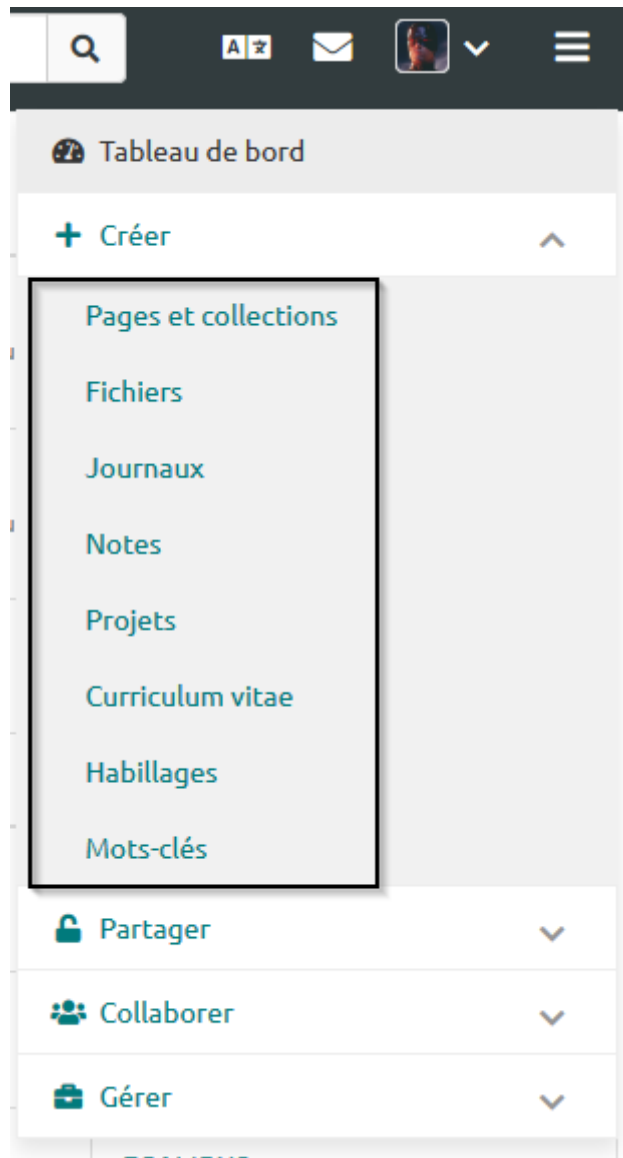 Tableau de bord
Créer
Pages et collections
Fichiers
Journaux
Notes
Projets
Curriculum vitae
Habillages
Mots-clés
Partager
Collaborer
Gérer